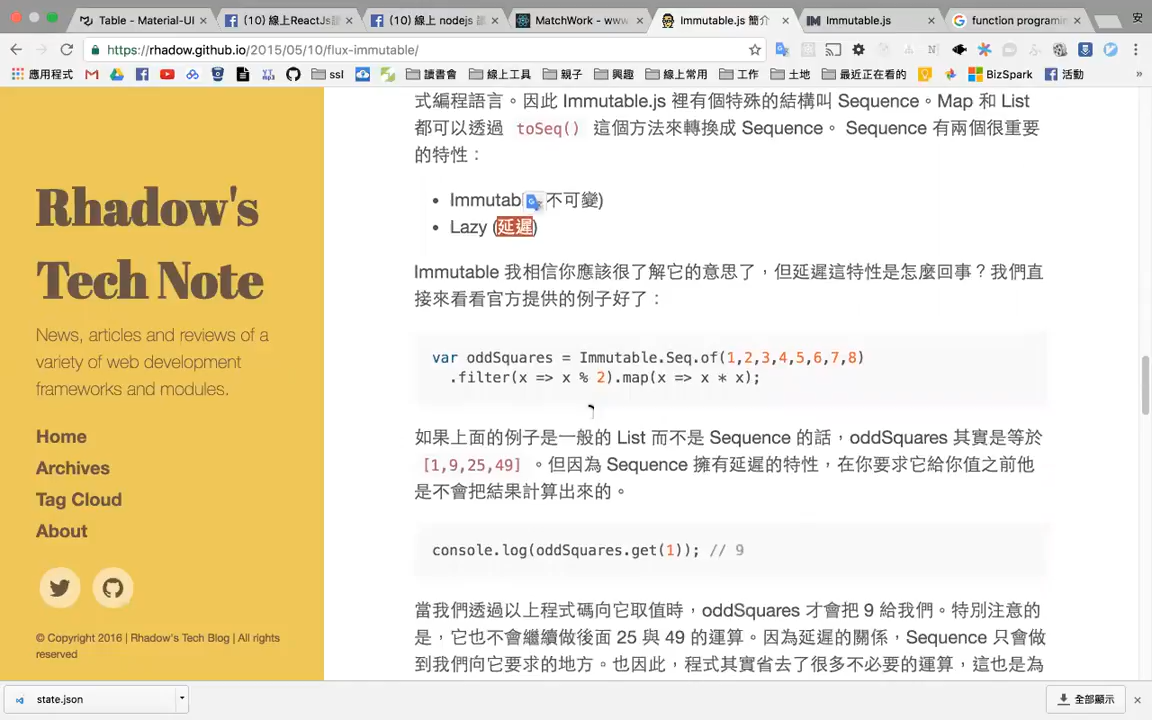 Table - Material-UI
(10) 線上ReactJs讀
(10) 線上 nodejs 讀
MatchWork - www
Immutable.js 簡介
Immutable.js
function programin
安
https://rhadow.github.io/2015/05/10/flux-immutable/
應用程式
ssl
讀書會
線上工具
親子
興趣
線上常用
工作
土地
最近正在看的
BizSpark
活動
»
Rhadow's
Tech Note
News, articles and reviews of a
variety of web development
frameworks and modules.
Home
Archives
Tag Cloud
About
© Copyright 2016 | Rhadow's Tech Blog | All rights
reserved
式編程語言。因此 Immutable.js 裡有個特殊的結構叫 Sequence。Map 和 List
都可以透過 toSeq() 這個方法來轉換成 Sequence。 Sequence 有兩個很重要
的特性：
• Immutab 不可變)
• Lazy (延遲)
Immutable 我相信你應該很了解它的意思了，但延遲這特性是怎麼回事？我們直
接來看看官方提供的例子好了：
var oddSquares = Immutable.Seq.of(1,2,3,4,5,6,7,8)
.filter(x => x % 2).map(x => x * x);
如果上面的例子是一般的 List 而不是 Sequence 的話，oddSquares 其實是等於
[1,9,25,49] 。但因為 Sequence 擁有延遲的特性，在你要求它給你值之前他
是不會把結果計算出來的。
console.log(oddSquares.get(1)); // 9
當我們透過以上程式碼向它取值時，oddSquares 才會把 9 給我們。特別注意的
是，它也不會繼續做後面 25 與 49 的運算。因為延遲的關係，Sequence 只會做
到我們向它要求的地方。也因此，程式其實省去了很多不必要的運算，這也是為
state.json
全部顯示